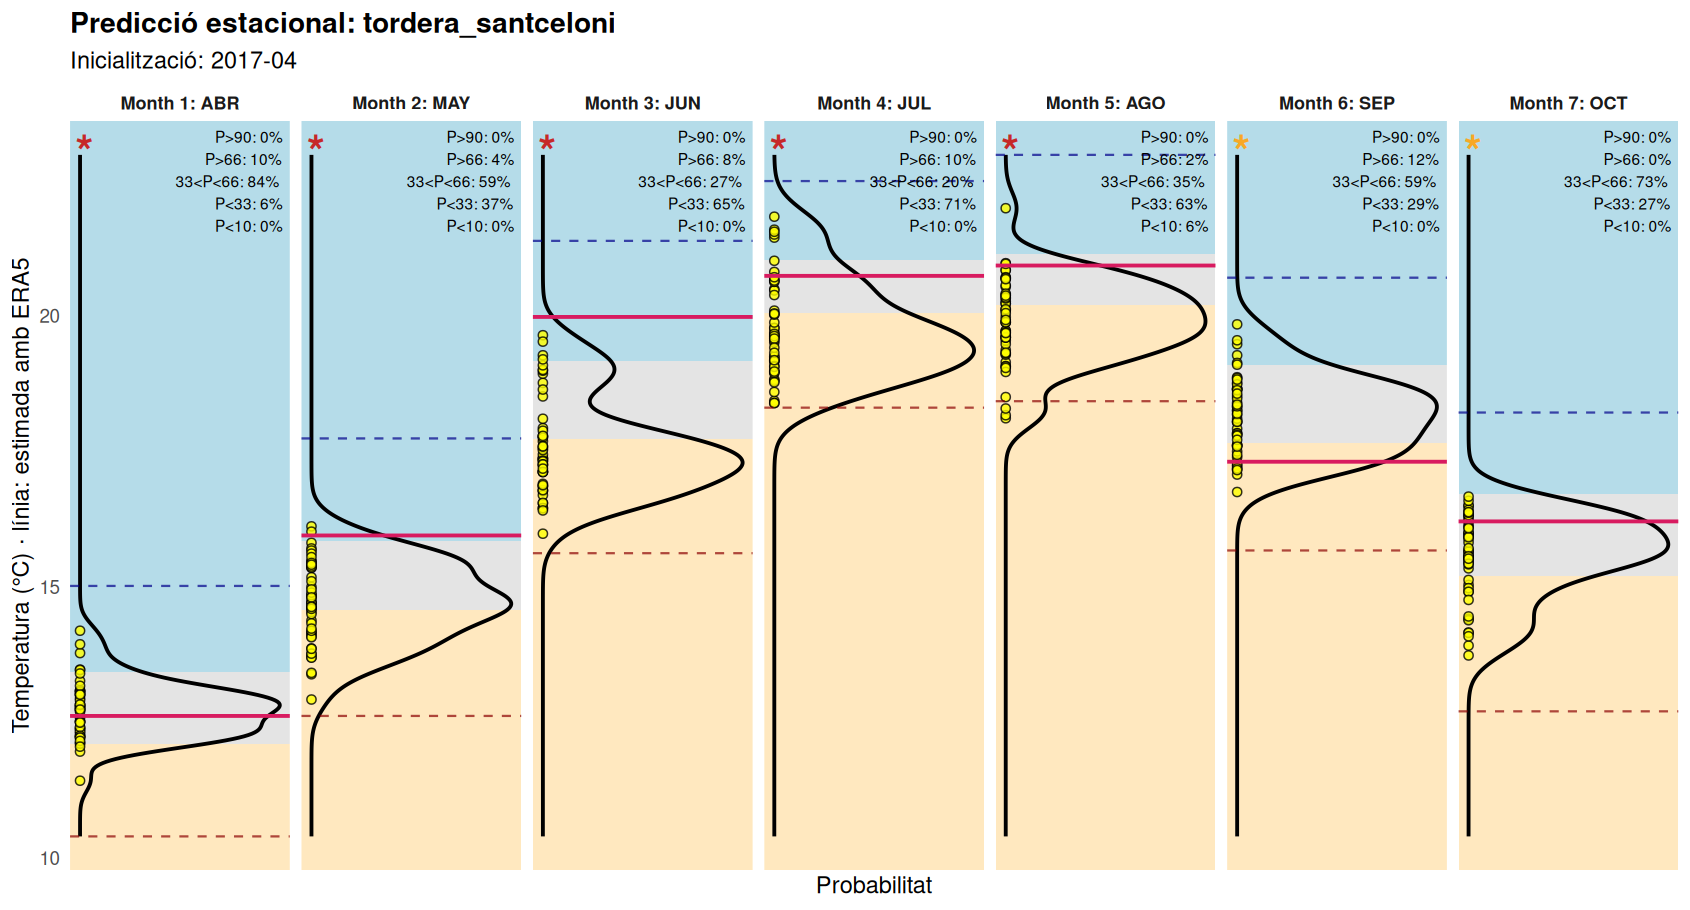 Predicció estacional: tordera_santceloni
Inicialització: 2017-04
Month 1: ABR
Month 2: MAY
Month 3: JUN
Month 4: JUL
Month 5: AGO
Month 6: SEP
Month 7: OCT
*
P>90: 0%
P>66: 10%
33<P<66: 84%
P<33: 6%
P<10: 0%
*
P>90: 0%
P>66: 4%
33<P<66: 59%
P<33: 37%
P<10: 0%
*
P>90: 0%
P>66: 8%
33<P<66: 27%
P<33: 65%
P<10: 0%
*
P>90: 0%
P>66: 10%
33<P<66: 20%
P<33: 71%
P<10: 0%
*
P>90: 0%
P>66: 2%
33<P<66: 35%
P<33: 63%
P<10: 6%
*
P>90: 0%
P>66: 12%
33<P<66: 59%
P<33: 29%
P<10: 0%
*
P>90: 0%
P>66: 0%
33<P<66: 73%
P<33: 27%
P<10: 0%
Temperatura (°C) · línia: estimada amb ERA5
20
15
10
Probabilitat